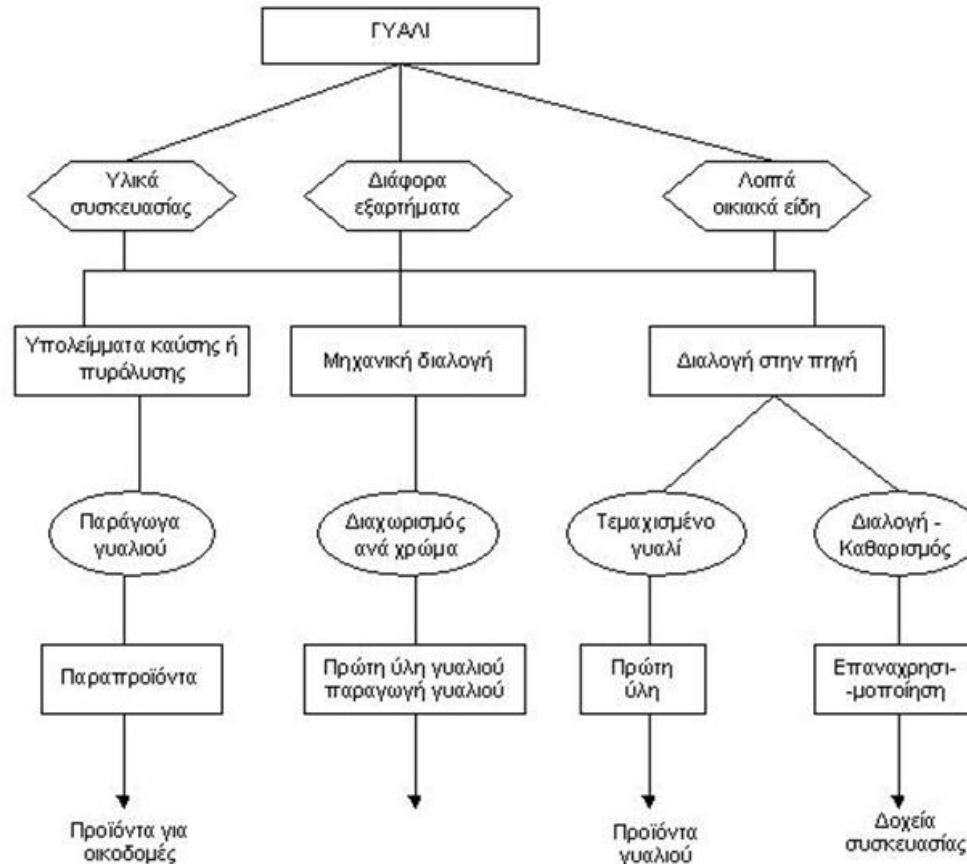 ΓΥΑΛΙ
Υλικά
συσκευασίας
Διάφορα
εξαρτήματα
Λοπτά
οικιακά είδη
Υπολείμματα καύσης ή
πυρόλυσης
Μηχανική διαλογή
Διαλογή στην πηγή
Παράγωγα
γυαλιού
Διαχωρισμός
ανά χρώμα
Τεμαχισμένο
γυαλί
Διαλογή -
Καθαρισμός
Παραπροϊόντα
Πρώτη ύλη γυαλιού
παραγωγή γυαλιού
Πρώτη
ύλη
Επαναχρησι-
-μοποίηση
Προϊόντα για
οικοδομές
Προϊόντα
γυαλιού
Δοχεία
συσκευασίας